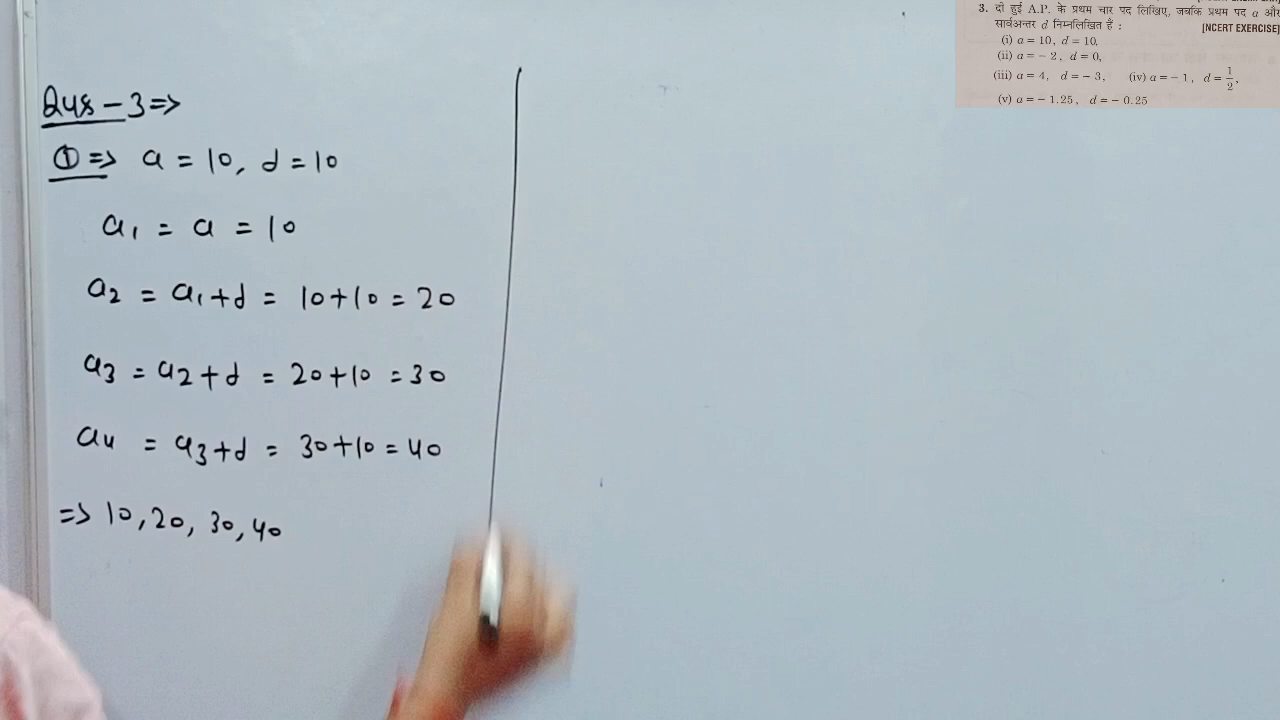 Qus - 3 =>
① => a = 10, d = 10
a₁ = a = 10
a₂ = a₁+d = 10+10 = 20
a₃ = a₂+d = 20+10 = 30
a₄ = a₃+d = 30+10 = 40
=> 10, 20, 30, 40
3. दी हुई A.P. के प्रथम चार पद लिखिए, जबकि प्रथम पद a और
सार्वअन्तर d निम्नलिखित हैं :
[NCERT EXERCISE]
(i) a = 10, d = 10,
(ii) a = - 2, d = 0,
(iii) a = 4, d = - 3, (iv) a = - 1, d = 1/2,
(v) a = - 1.25, d = - 0.25